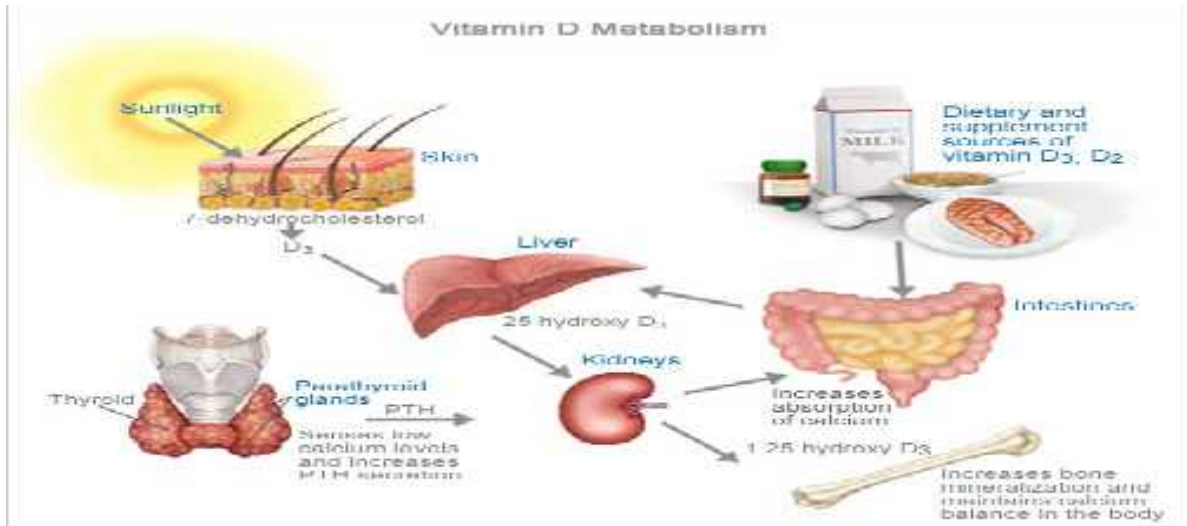 Vitamin D Metabolism
Sunlight
Skin
7-dehydrocholesterol
D3
Dietary and
supplement
sources of
vitamin D3, D2
MILK
Liver
Intestines
25 hydroxy D3
Kidneys
Thyroid
Parathyroid
glands
PTH
Senses low
calcium levels
and increases
PTH secretion
Increases
absorption
of calcium
1,25 hydroxy D3
Increases bone
mineralization and
maintains calcium
balance in the body